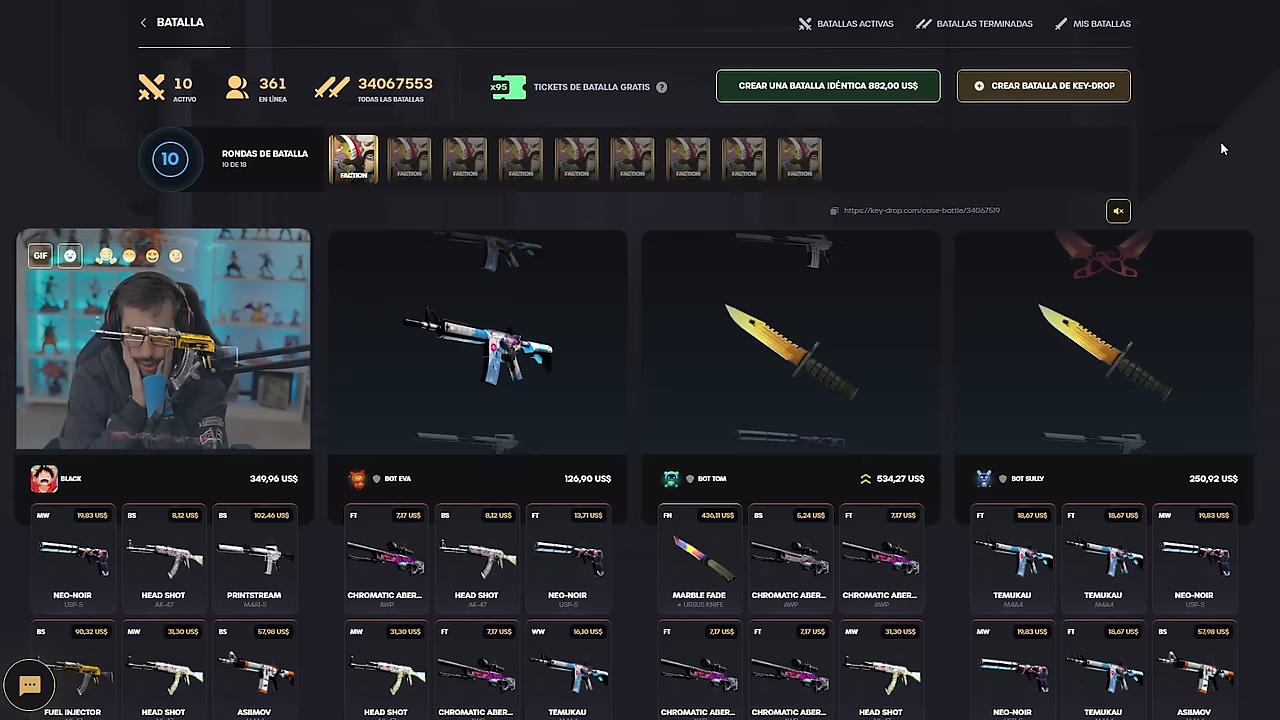 BATALLA
BATALLAS ACTIVAS
BATALLAS TERMINADAS
MIS BATALLAS
10
ACTIVO
361
EN LÍNEA
34067553
TODAS LAS BATALLAS
x95
TICKETS DE BATALLA GRATIS
?
CREAR UNA BATALLA IDÉNTICA 882,00 US$
CREAR BATALLA DE KEY-DROP
10
RONDAS DE BATALLA
10 DE 18
FACTION
FACTION
FACTION
FACTION
FACTION
FACTION
FACTION
FACTION
FACTION
https://key-drop.com/case-battle/34067519
GIF
BLACK
349,96 US$
BOT EVA
126,90 US$
BOT TOM
534,27 US$
BOT SULLY
250,92 US$
MW 19,83 US$
BS 8,12 US$
BS 102,46 US$
FT 7,17 US$
BS 8,12 US$
FT 13,71 US$
FN 436,11 US$
BS 5,24 US$
FT 7,17 US$
FT 18,67 US$
FT 18,67 US$
MW 19,83 US$
NEO-NOIR
USP-S
HEAD SHOT
AK-47
PRINTSTREAM
M4A1-S
CHROMATIC ABER...
AWP
HEAD SHOT
AK-47
NEO-NOIR
USP-S
MARBLE FADE
★ URSUS KNIFE
CHROMATIC ABER...
AWP
CHROMATIC ABER...
AWP
TEMUKAU
M4A4
TEMUKAU
M4A4
NEO-NOIR
USP-S
BS 90,32 US$
MW 31,30 US$
BS 57,98 US$
MW 31,30 US$
FT 7,17 US$
WW 16,10 US$
FT 7,17 US$
FT 7,17 US$
MW 31,30 US$
MW 19,83 US$
FT 18,67 US$
BS 57,98 US$
FUEL INJECTOR
HEAD SHOT
ASIIMOV
HEAD SHOT
CHROMATIC ABER...
TEMUKAU
CHROMATIC ABER...
CHROMATIC ABER...
HEAD SHOT
NEO-NOIR
TEMUKAU
ASIIMOV